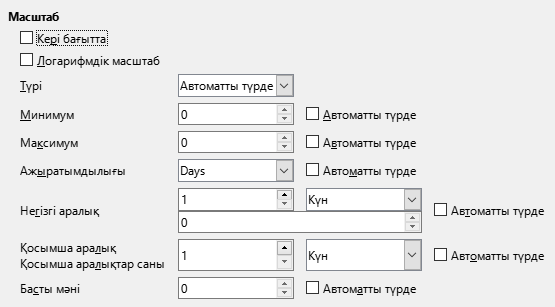 Масштаб
Кері бағытта
Логарифмдік масштаб
Түрі Автоматты түрде
Минимум 0 Автоматты түрде
Максимум 0 Автоматты түрде
Ажыратымдылығы Days Автоматты түрде
Негізгі аралық 1 Күн Автоматты түрде
0
Қосымша аралық
Қосымша аралықтар саны 1 Күн Автоматты түрде
Басты мәні 0 Автоматты түрде